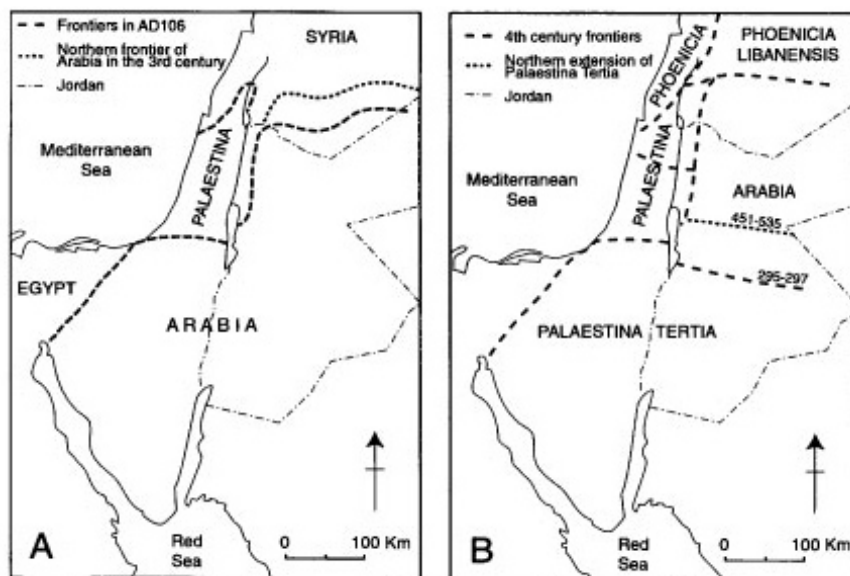 Frontiers in AD106
Northern frontier of
Arabia in the 3rd century
Jordan
SYRIA
Mediterranean
Sea
PALAESTINA
EGYPT
ARABIA
A
Red
Sea
0 100 Km
4th century frontiers
Northern extension of
Palaestina Tertia
Jordan
PHOENICIA
LIBANENSIS
PHOENICIA
Mediterranean
Sea
PALAESTINA
ARABIA
451-535
295-297
PALAESTINA TERTIA
B
Red
Sea
0 100 Km